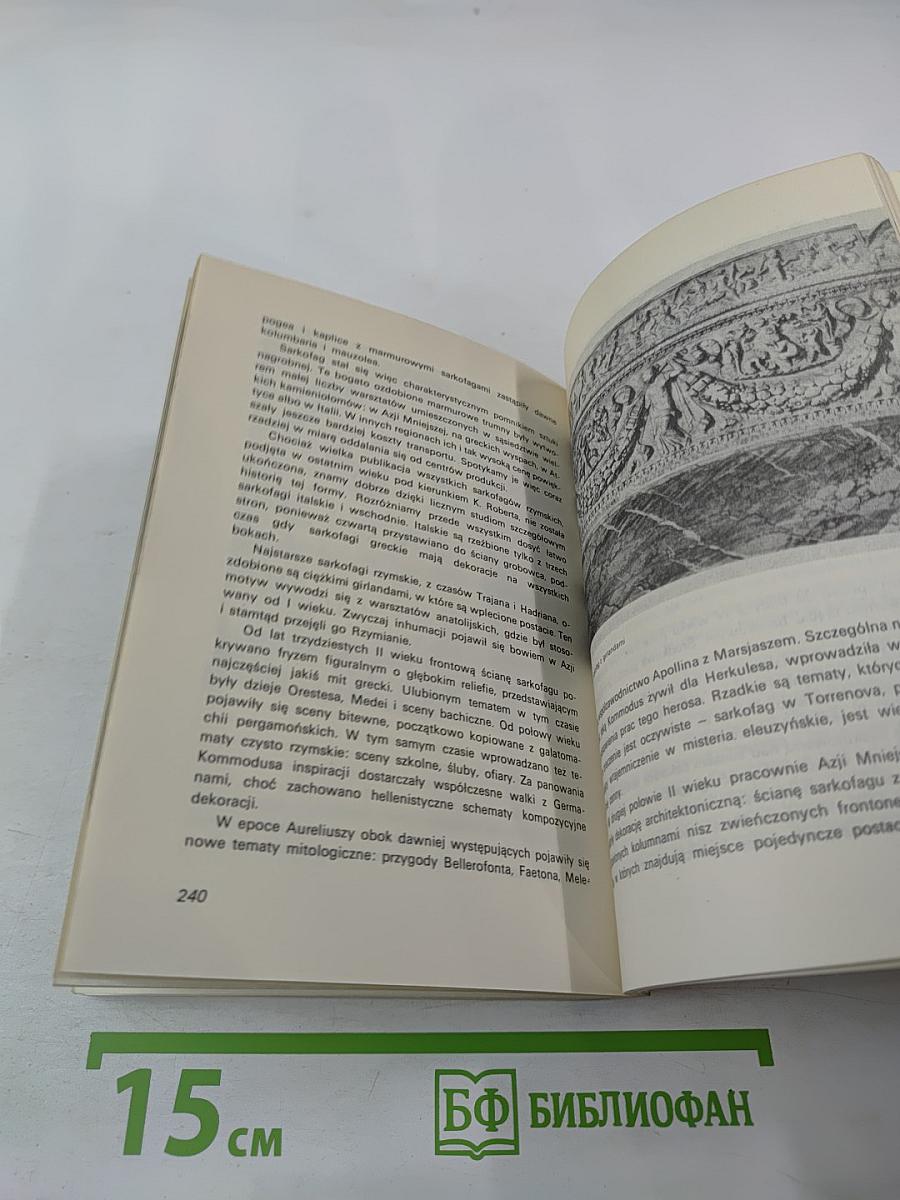 pogea i kaplice z marmurowymi sarkofagami zastąpiły dawne
kolumbaria i mauzolea.
Sarkofag stał się więc charakterystycznym pomnikiem sztuki
nagrobnej. Te bogato ozdobione marmurowe trumny były wywo-
rem małej liczby warsztatów umieszczonych w sąsiedztwie wiel-
kich kamieniołomów: w Azji Mniejszej, na greckich wyspach, w At-
tyce albo w Italii. W innych regionach ich i tak wysoką cenę powięk-
szały jeszcze bardziej koszty transportu. Spotykamy je więc coraz
rzadziej w miarę oddalania się od centrów produkcji.
Chociaż wielka publikacja wszystkich sarkofagów rzymskich,
podjęta w ostatnim wieku pod kierunkiem K. Roberta, nie została
ukończona, znamy dobrze dzięki licznym studiom szczegółowym
historię tej formy. Rozróżniamy przede wszystkim dosyć łatwo
sarkofagi italskie i wschodnie. Italskie są rzeźbione tylko z trzech
stron, ponieważ czwartą przystawiano do ściany grobowca, pod-
czas gdy sarkofagi greckie mają dekoracje na wszystkich
bokach.
Najstarsze sarkofagi rzymskie, z czasów Trajana i Hadriana, o-
zdobione są ciężkimi girlandami, w które są wplecione postacie. Ten
motyw wywodzi się z warsztatów anatolijskich, gdzie był stoso-
wany od I wieku. Zwyczaj inhumacji pojawił się bowiem w Azji
i stamtąd przejęli go Rzymianie.
Od lat trzydziestych II wieku frontową ścianę sarkofagu po-
krywano fryzem figuralnym o głębokim reliefie, przedstawiającym
najczęściej jakiś mit grecki. Ulubionym tematem w tym czasie
były dzieje Orestesa, Medei i sceny bachiczne. Od połowy wieku
pojawiły się sceny bitewne, początkowo kopiowane z galatoma-
chii pergamońskich. W tym samym czasie wprowadzano też te-
maty czysto rzymskie: sceny szkolne, śluby, ofiary. Za panowania
Kommodusa inspiracji dostarczały współczesne walki z Germa-
nami, choć zachowano hellenistyczne schematy kompozycyjne
dekoracji.
W epoce Aureliuszy obok dawniej występujących pojawiły się
nowe tematy mitologiczne: przygody Bellerofonta, Faetona, Mele-
240
girlandami
współzawodnictwo Apollina z Marsjaszem. Szczególna
Kommodus żywił dla Herkulesa, wprowadziła
prac tego herosa. Rzadkie są tematy,
jest oczywiste – sarkofag w Torrenova,
wtajemniczenie w misteria. eleuzyńskie, jest
drugiej połowie II wieku pracownie Azji
dekorację architektoniczną: ścianę sarkofagu
kolumnami nisz zwieńczonych
w których znajdują miejsce pojedyncze
15 см
БФ БИБЛИОФАН